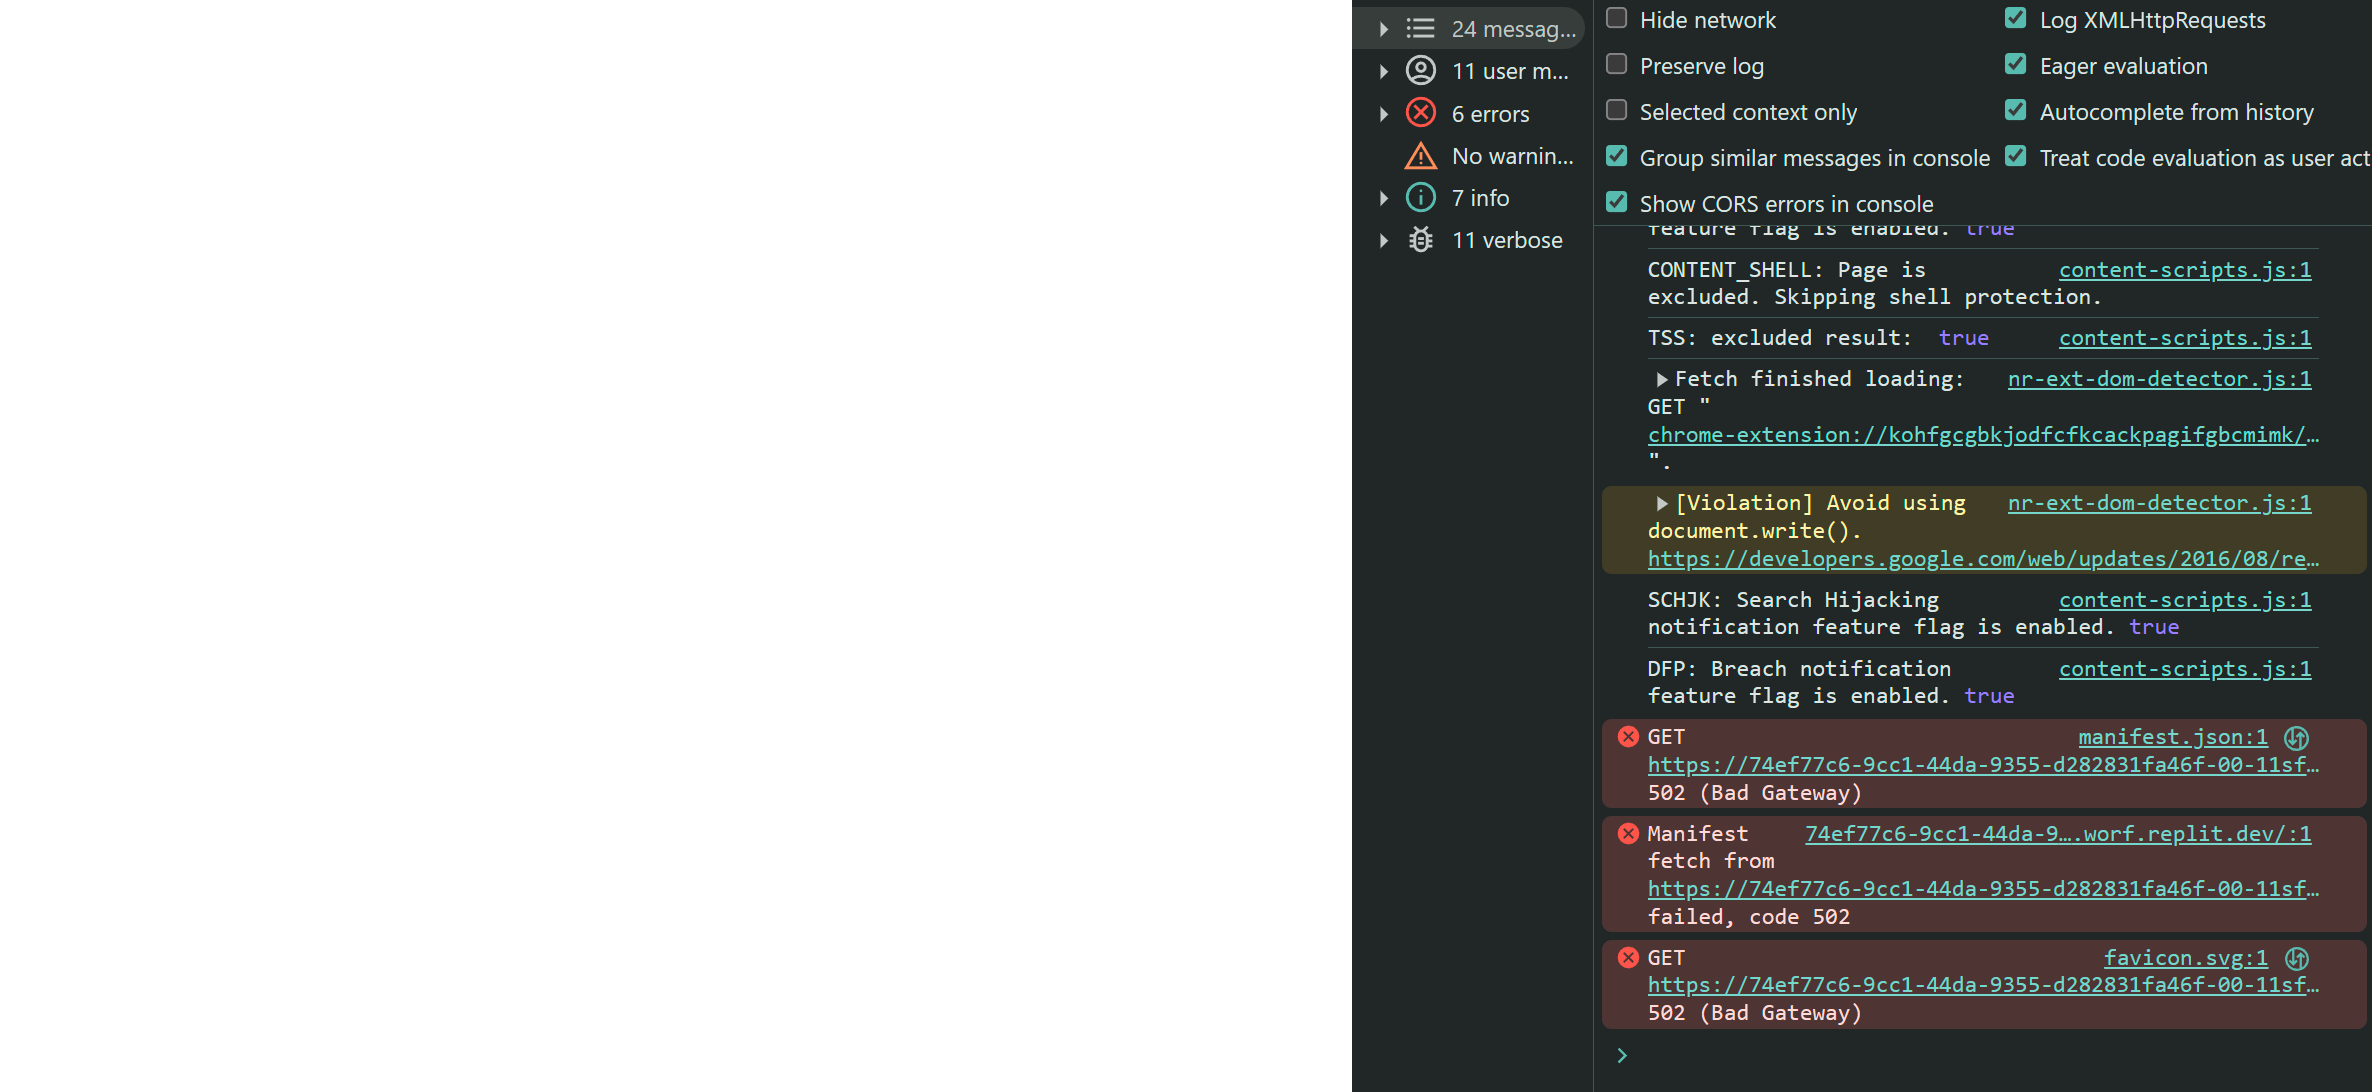 24 messag...
11 user m...
6 errors
No warnin...
7 info
11 verbose
Hide network
Log XMLHttpRequests
Preserve log
Eager evaluation
Selected context only
Autocomplete from history
Group similar messages in console
Treat code evaluation as user act
Show CORS errors in console
feature flag is enabled. true
CONTENT_SHELL: Page is content-scripts.js:1
excluded. Skipping shell protection.
TSS: excluded result: true content-scripts.js:1
Fetch finished loading: nr-ext-dom-detector.js:1
GET "
chrome-extension://kohfgcgbkjodfcfkcackpagifgbcmimk/…
".
[Violation] Avoid using nr-ext-dom-detector.js:1
document.write().
https://developers.google.com/web/updates/2016/08/re…
SCHJK: Search Hijacking content-scripts.js:1
notification feature flag is enabled. true
DFP: Breach notification content-scripts.js:1
feature flag is enabled. true
GET manifest.json:1
https://74ef77c6-9cc1-44da-9355-d282831fa46f-00-11sf…
502 (Bad Gateway)
Manifest 74ef77c6-9cc1-44da-9….worf.replit.dev/:1
fetch from
https://74ef77c6-9cc1-44da-9355-d282831fa46f-00-11sf…
failed, code 502
GET favicon.svg:1
https://74ef77c6-9cc1-44da-9355-d282831fa46f-00-11sf…
502 (Bad Gateway)